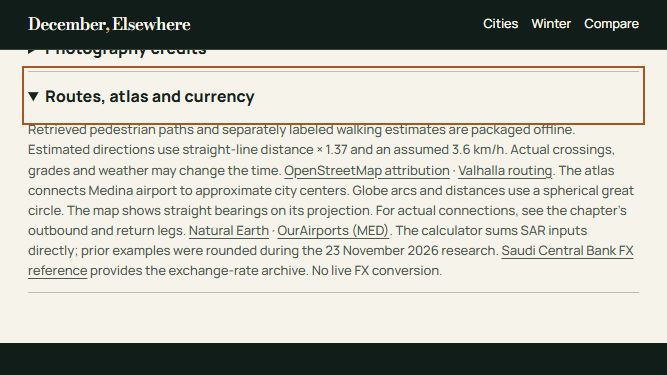 December, Elsewhere
Cities Winter Compare
Photography credits
▼ Routes, atlas and currency
Retrieved pedestrian paths and separately labeled walking estimates are packaged offline.
Estimated directions use straight-line distance × 1.37 and an assumed 3.6 km/h. Actual crossings,
grades and weather may change the time. OpenStreetMap attribution · Valhalla routing. The atlas
connects Medina airport to approximate city centers. Globe arcs and distances use a spherical great
circle. The map shows straight bearings on its projection. For actual connections, see the chapter's
outbound and return legs. Natural Earth · OurAirports (MED). The calculator sums SAR inputs
directly; prior examples were rounded during the 23 November 2026 research. Saudi Central Bank FX
reference provides the exchange-rate archive. No live FX conversion.